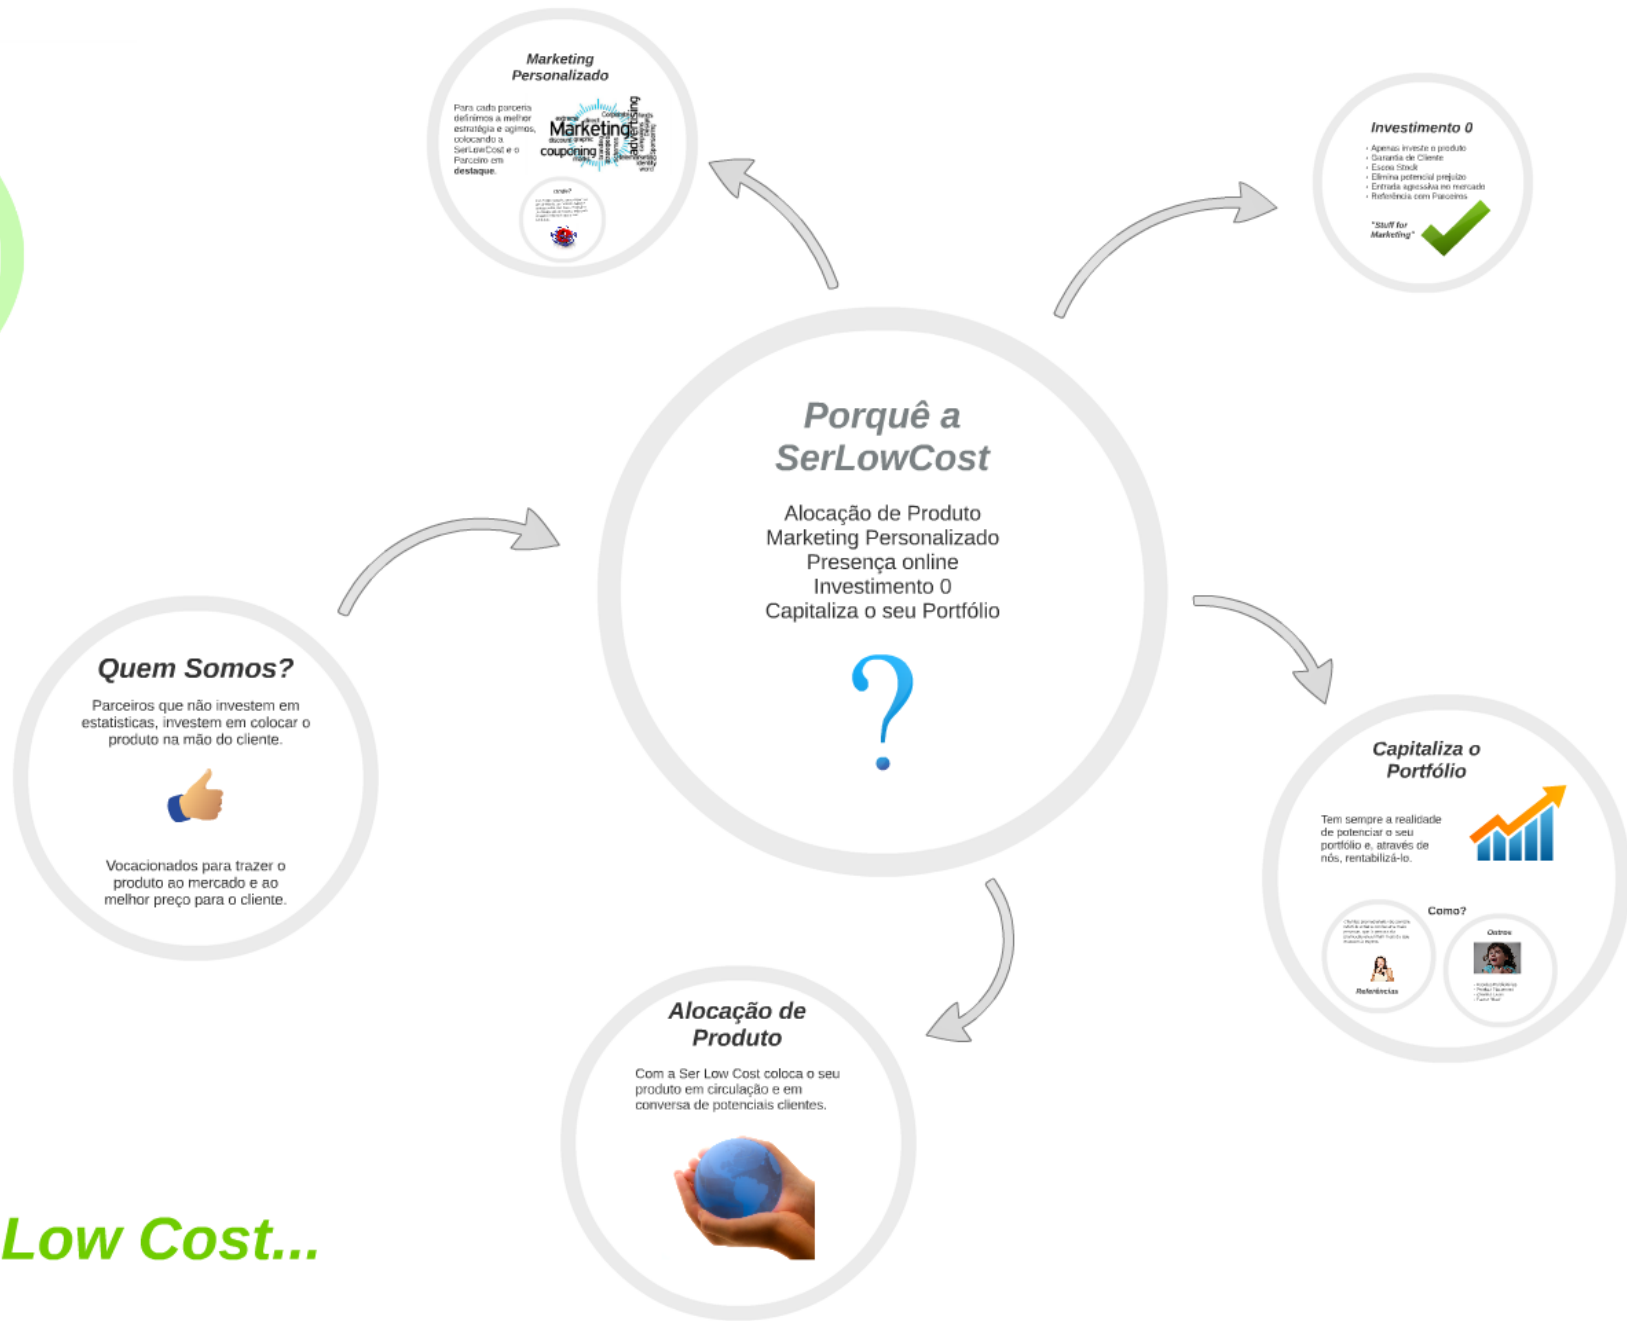 Marketing
Personalizado
Para cada parceria
definimos a melhor
estratégia e agimos,
colocando a
SerLowCost e o
Parceiro em
destaque.
Marketing
couponing
advertising
Investimento 0
- Apenas investe o produto
- Garantia de Cliente
- Escoa Stock
- Elimina potencial prejuízo
- Entrada agressiva no mercado
- Referência com Parceiros
"Stuff for
Marketing"
Porquê a
SerLowCost
Alocação de Produto
Marketing Personalizado
Presença online
Investimento 0
Capitaliza o seu Portfólio
?
Quem Somos?
Parceiros que não investem em
estatisticas, investem em colocar o
produto na mão do cliente.
Vocacionados para trazer o
produto ao mercado e ao
melhor preço para o cliente.
Capitaliza o
Portfólio
Tem sempre a realidade
de potenciar o seu
portfólio e, através de
nós, rentabilizá-lo.
Como?
Referências
Outros
Alocação de
Produto
Com a Ser Low Cost coloca o seu
produto em circulação e em
conversa de potenciais clientes.
Low Cost...